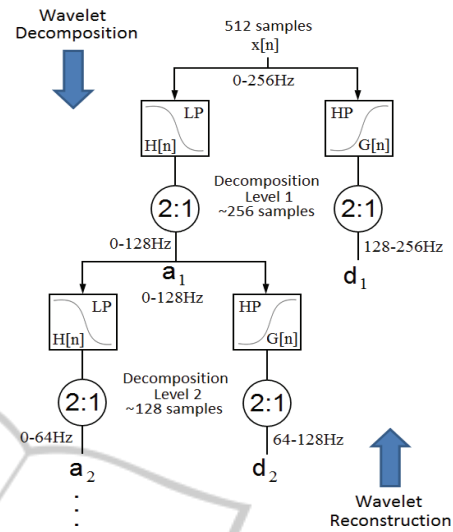 Wavelet
Decomposition
512 samples
x[n]
0-256Hz
LP
H[n]
HP
G[n]
Decomposition
Level 1
~256 samples
2:1
2:1
0-128Hz
128-256Hz
a1
d1
0-128Hz
LP
H[n]
HP
G[n]
Decomposition
Level 2
~128 samples
2:1
2:1
0-64Hz
64-128Hz
a2
d2
Wavelet
Reconstruction